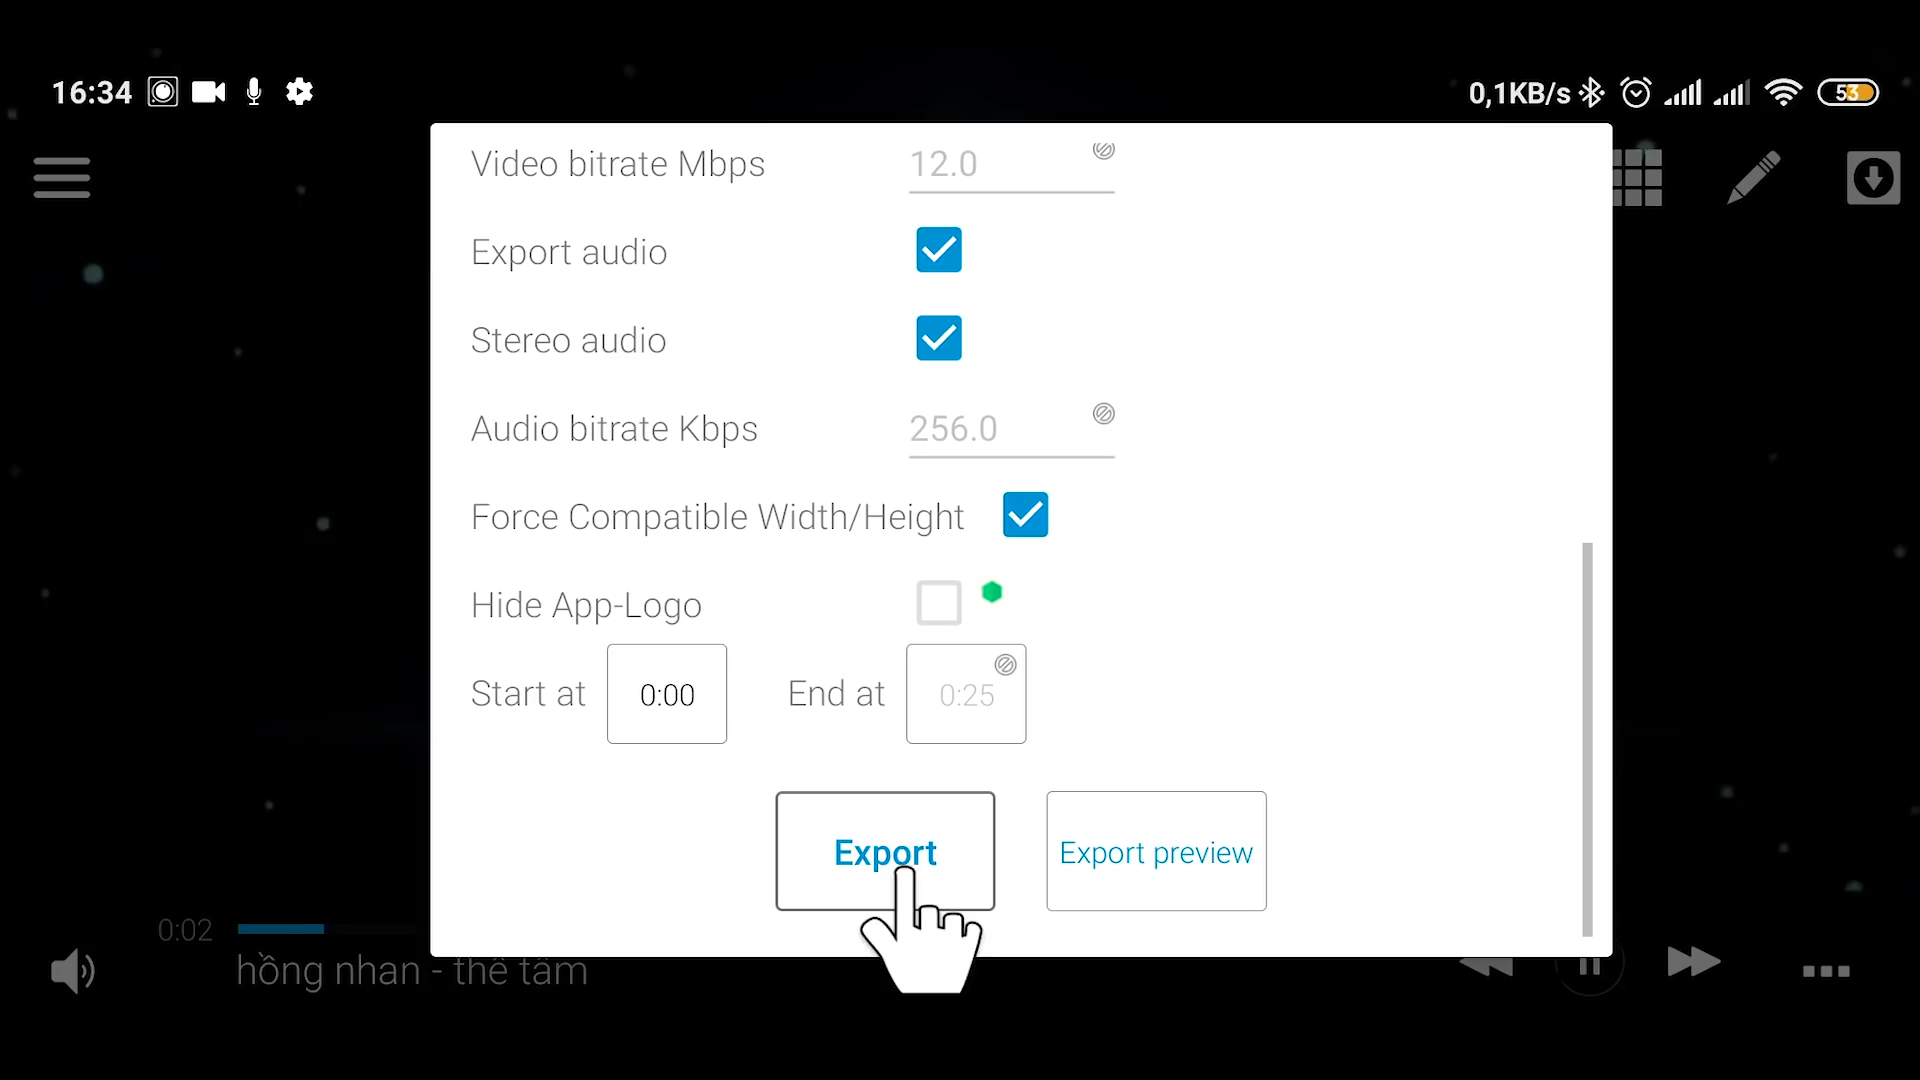 16:34
0,1KB/s
53
Video bitrate Mbps
12.0
Export audio
Stereo audio
Audio bitrate Kbps
256.0
Force Compatible Width/Height
Hide App-Logo
Start at
0:00
End at
0:25
Export
Export preview
0:02
hồng nhan - thê tâm